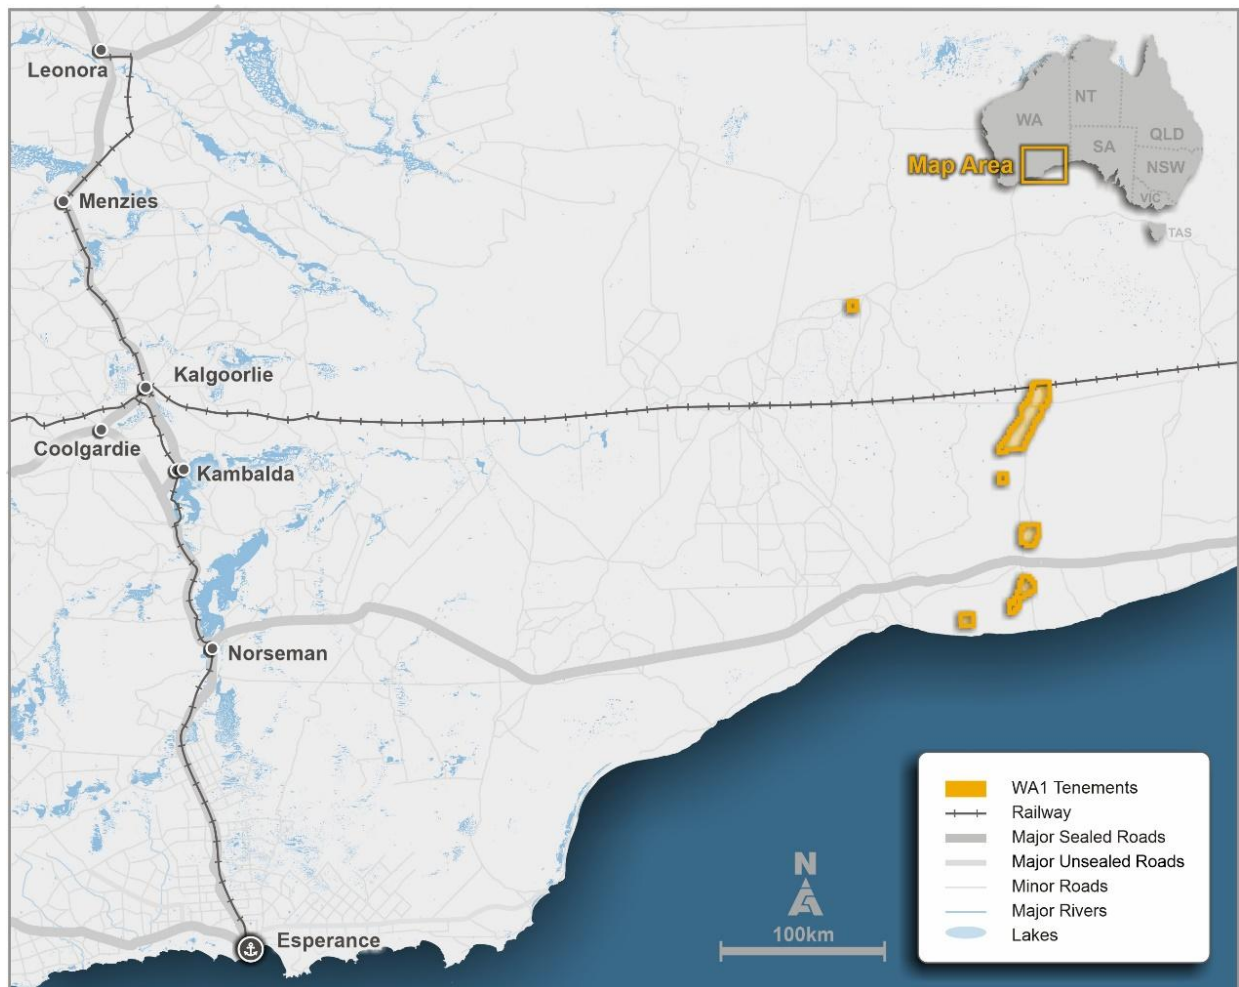 Leonora
Menzies
Kalgoorlie
Coolgardie
Kambalda
Norseman
Esperance
NT
WA
QLD
SA
NSW
VIC
TAS
Map Area
WA1 Tenements
Railway
Major Sealed Roads
Major Unsealed Roads
Minor Roads
Major Rivers
Lakes
N
100km